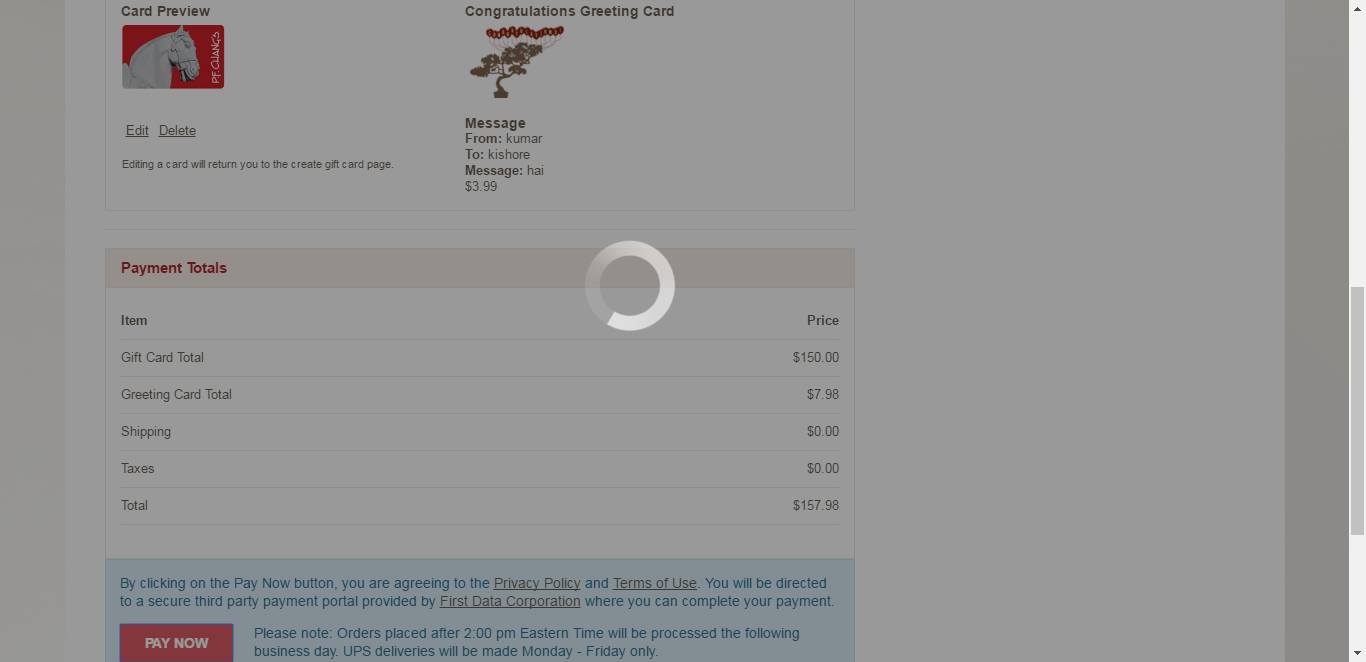 Card Preview
Congratulations Greeting Card
P.F. CHANG'S
Edit Delete
Editing a card will return you to the create gift card page.
Message
From: kumar
To: kishore
Message: hai
$3.99
Payment Totals
Item Price
Gift Card Total $150.00
Greeting Card Total $7.98
Shipping $0.00
Taxes $0.00
Total $157.98
By clicking on the Pay Now button, you are agreeing to the Privacy Policy and Terms of Use. You will be directed
to a secure third party payment portal provided by First Data Corporation where you can complete your payment.
PAY NOW
Please note: Orders placed after 2:00 pm Eastern Time will be processed the following
business day. UPS deliveries will be made Monday - Friday only.